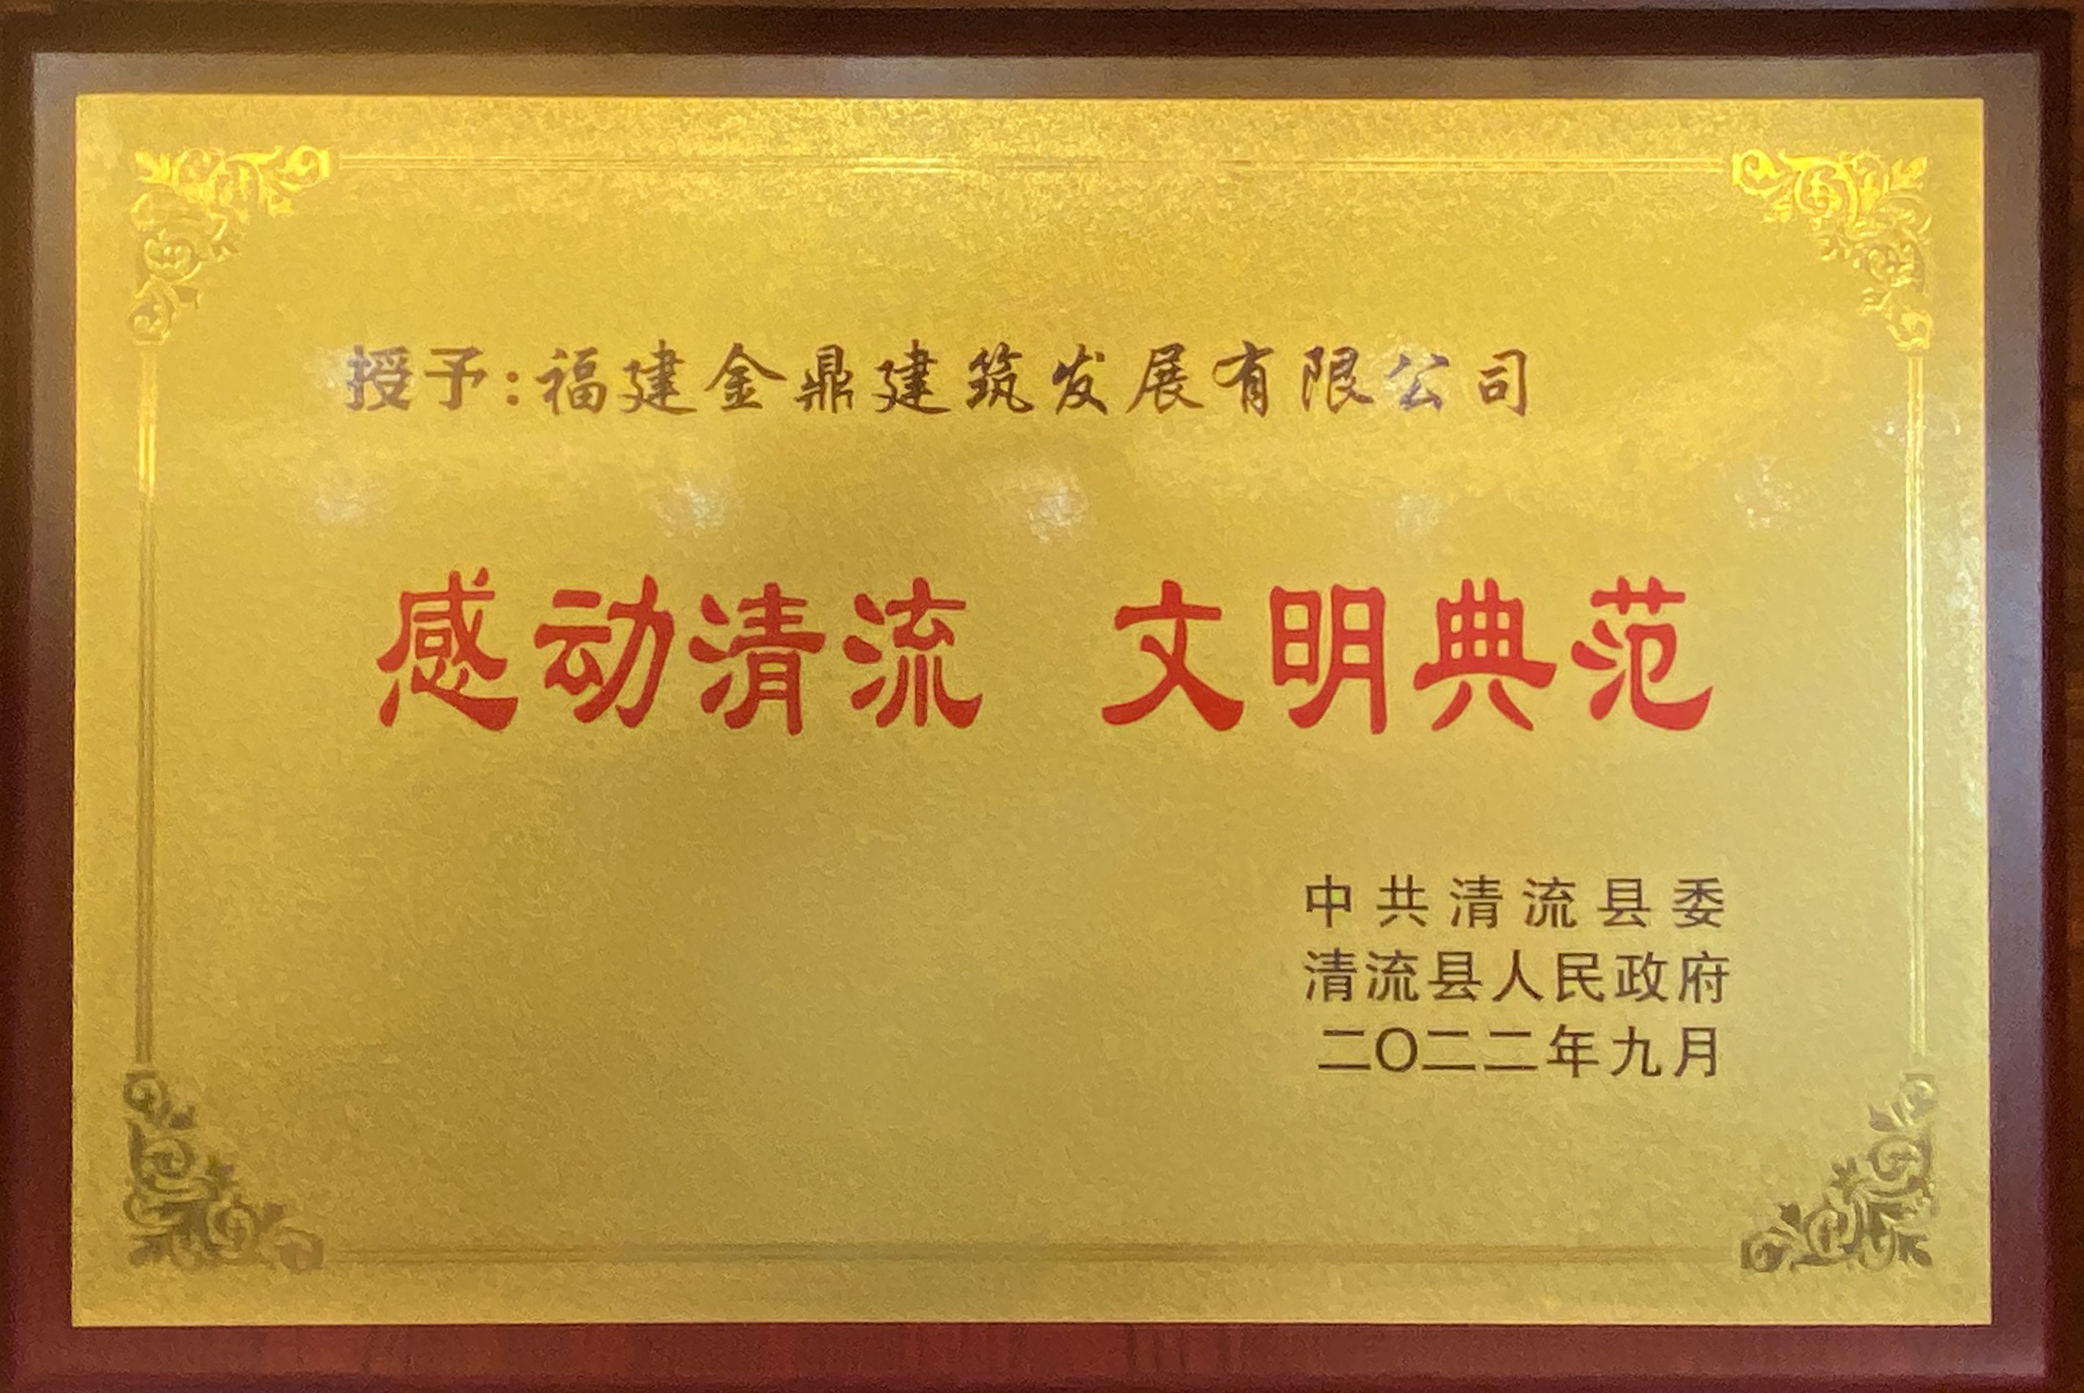 授予:福建金鼎建筑发展有限公司
感动清流 文明典范
中共清流县委
清流县人民政府
二〇二二年九月